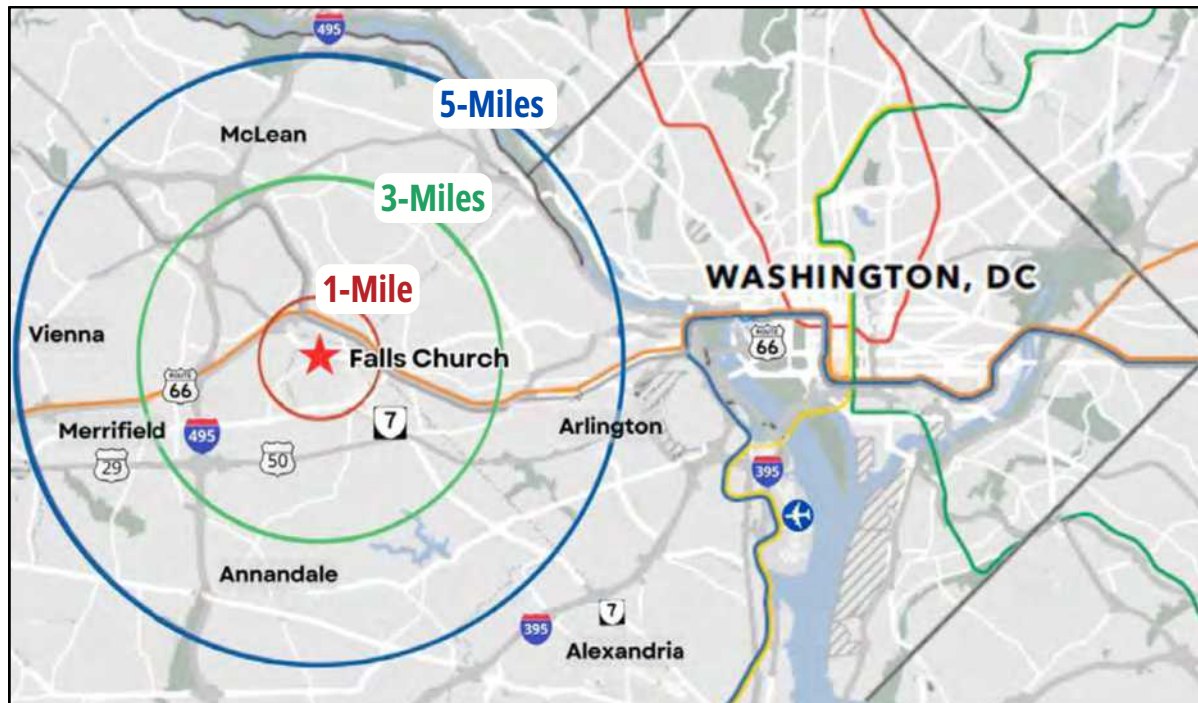 495
5-Miles
McLean
3-Miles
WASHINGTON, DC
1-Mile
Vienna
Falls Church
ROUTE
66
ROUTE
66
Merrifield
495
7
Arlington
29
50
395
Annandale
395
7
Alexandria